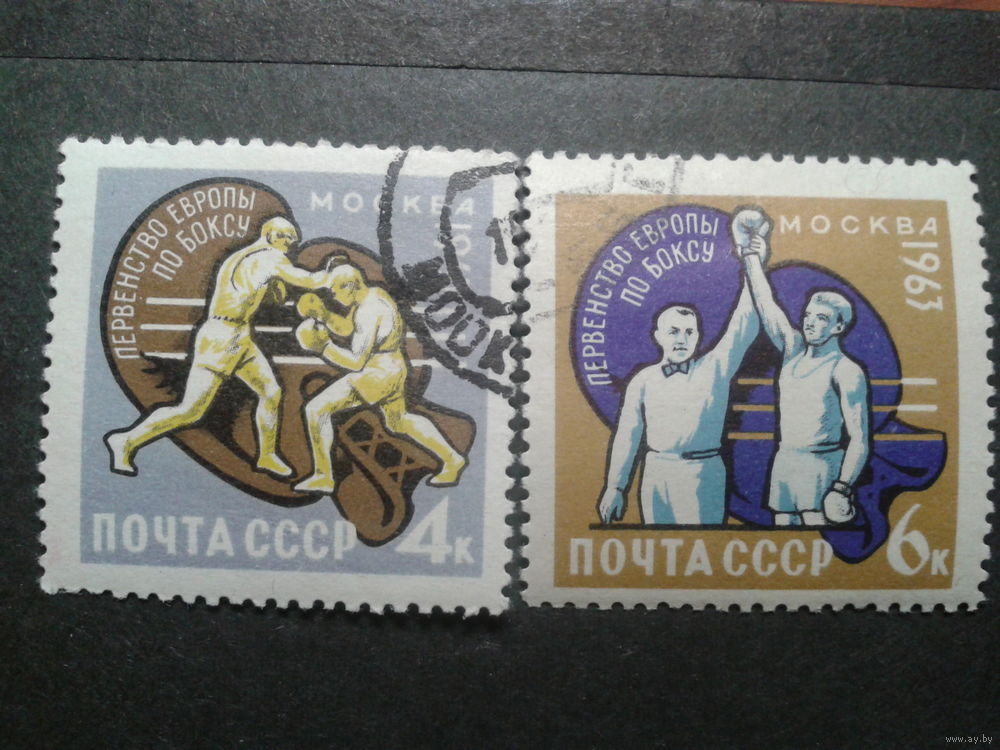 ПЕРВЕНСТВО ЕВРОПЫ
ПО БОКСУ
МОСКВА
ПОЧТА СССР 4К
ПЕРВЕНСТВО ЕВРОПЫ
ПО БОКСУ
МОСКВА
1963
ПОЧТА СССР 6К
www.ay.by